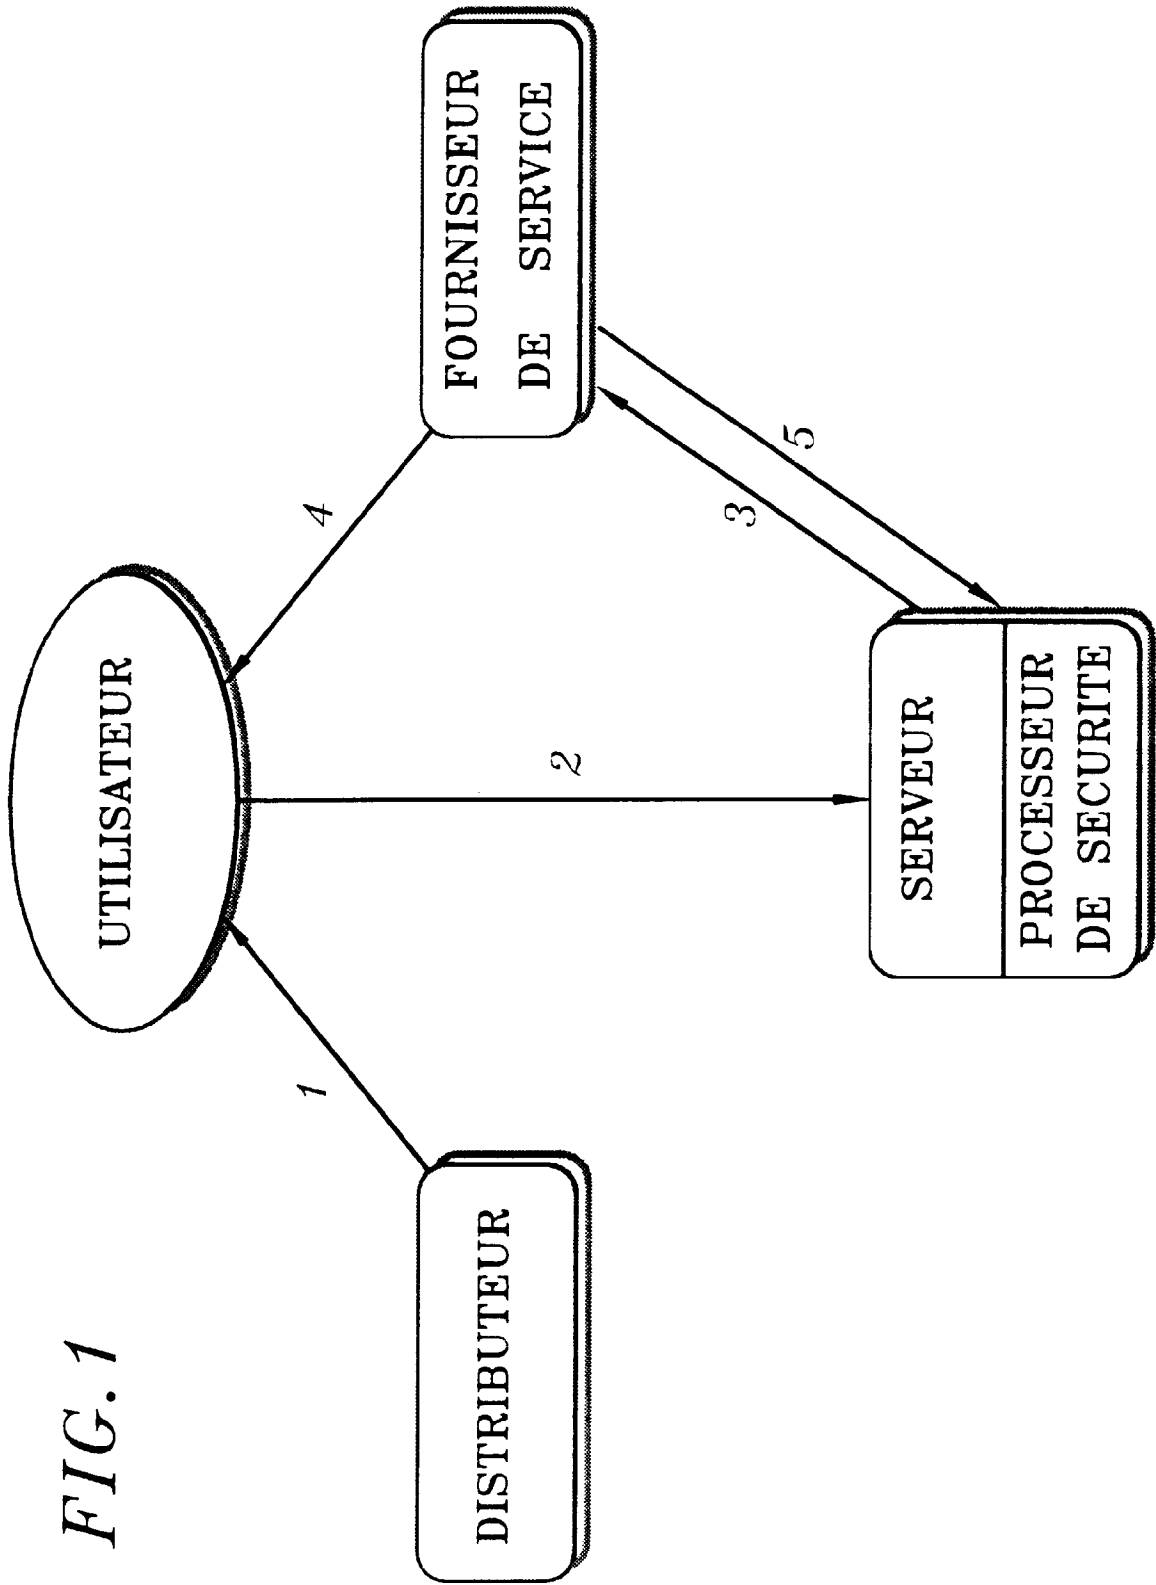 FIG. 1
UTILISATEUR
1
4
DISTRIBUTEUR
2
FOURNISSEUR
DE SERVICE
3
5
SERVEUR
PROCESSEUR
DE SECURITE